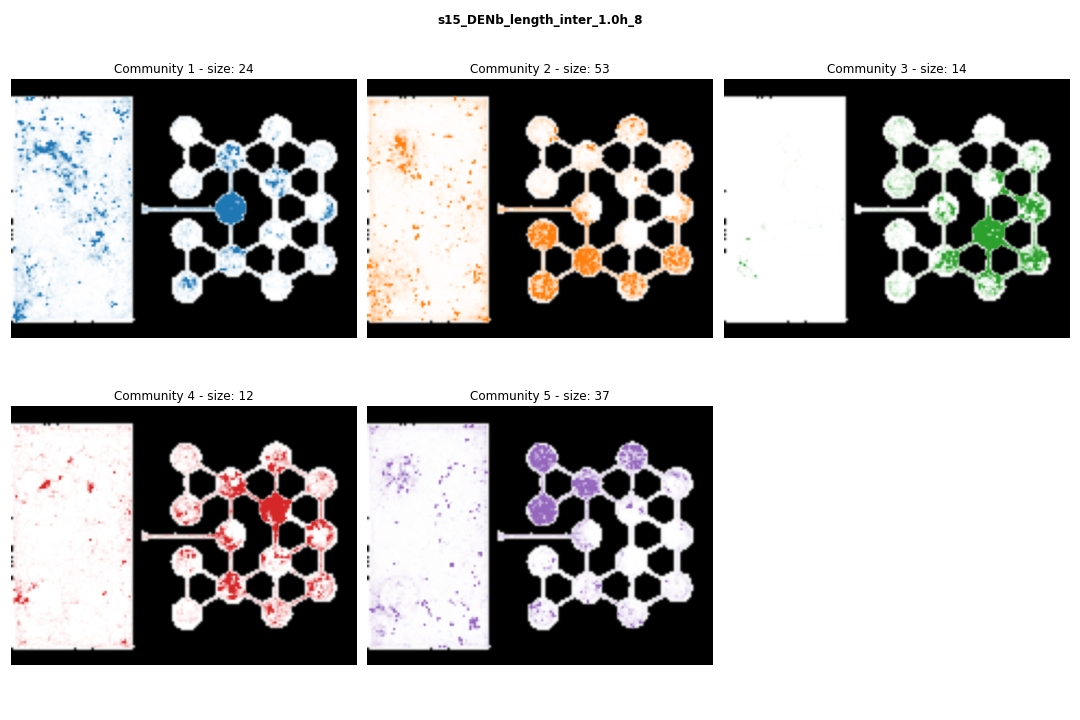 s15_DENb_length_inter_1.0h_8
Community 1 - size: 24
Community 2 - size: 53
Community 3 - size: 14
Community 4 - size: 12
Community 5 - size: 37